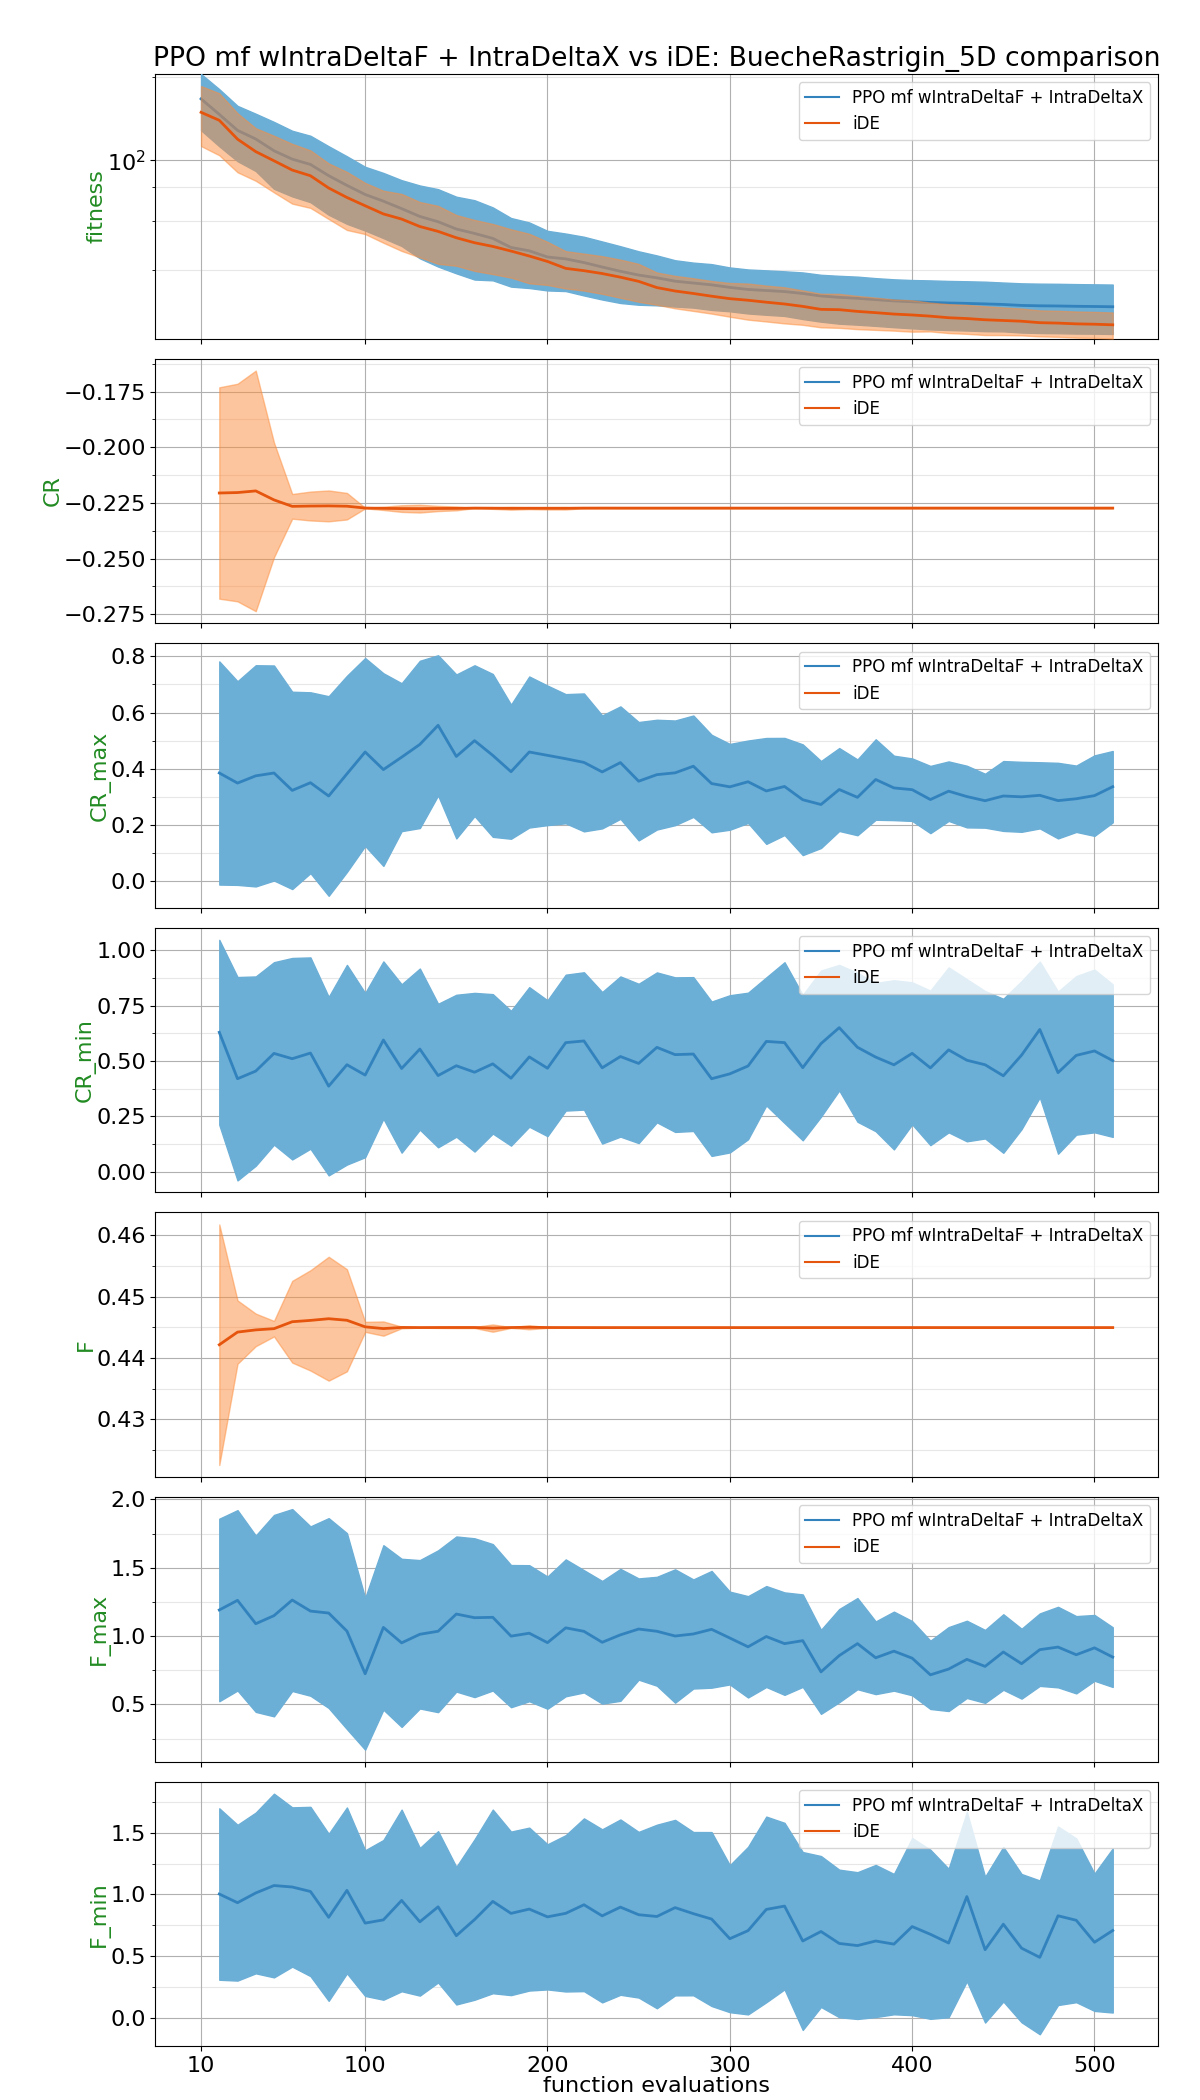 PPO mf wIntraDeltaF + IntraDeltaX vs iDE: BuecheRastrigin_5D comparison
PPO mf wIntraDeltaF + IntraDeltaX
iDE
10²
fitness
PPO mf wIntraDeltaF + IntraDeltaX
iDE
−0.175
−0.200
−0.225
−0.250
−0.275
CR
PPO mf wIntraDeltaF + IntraDeltaX
iDE
0.8
0.6
0.4
0.2
0.0
CR_max
PPO mf wIntraDeltaF + IntraDeltaX
iDE
1.00
0.75
0.50
0.25
0.00
CR_min
PPO mf wIntraDeltaF + IntraDeltaX
iDE
0.46
0.45
0.44
0.43
F
PPO mf wIntraDeltaF + IntraDeltaX
iDE
2.0
1.5
1.0
0.5
F_max
PPO mf wIntraDeltaF + IntraDeltaX
iDE
1.5
1.0
0.5
0.0
F_min
10 100 200 300 400 500
function evaluations